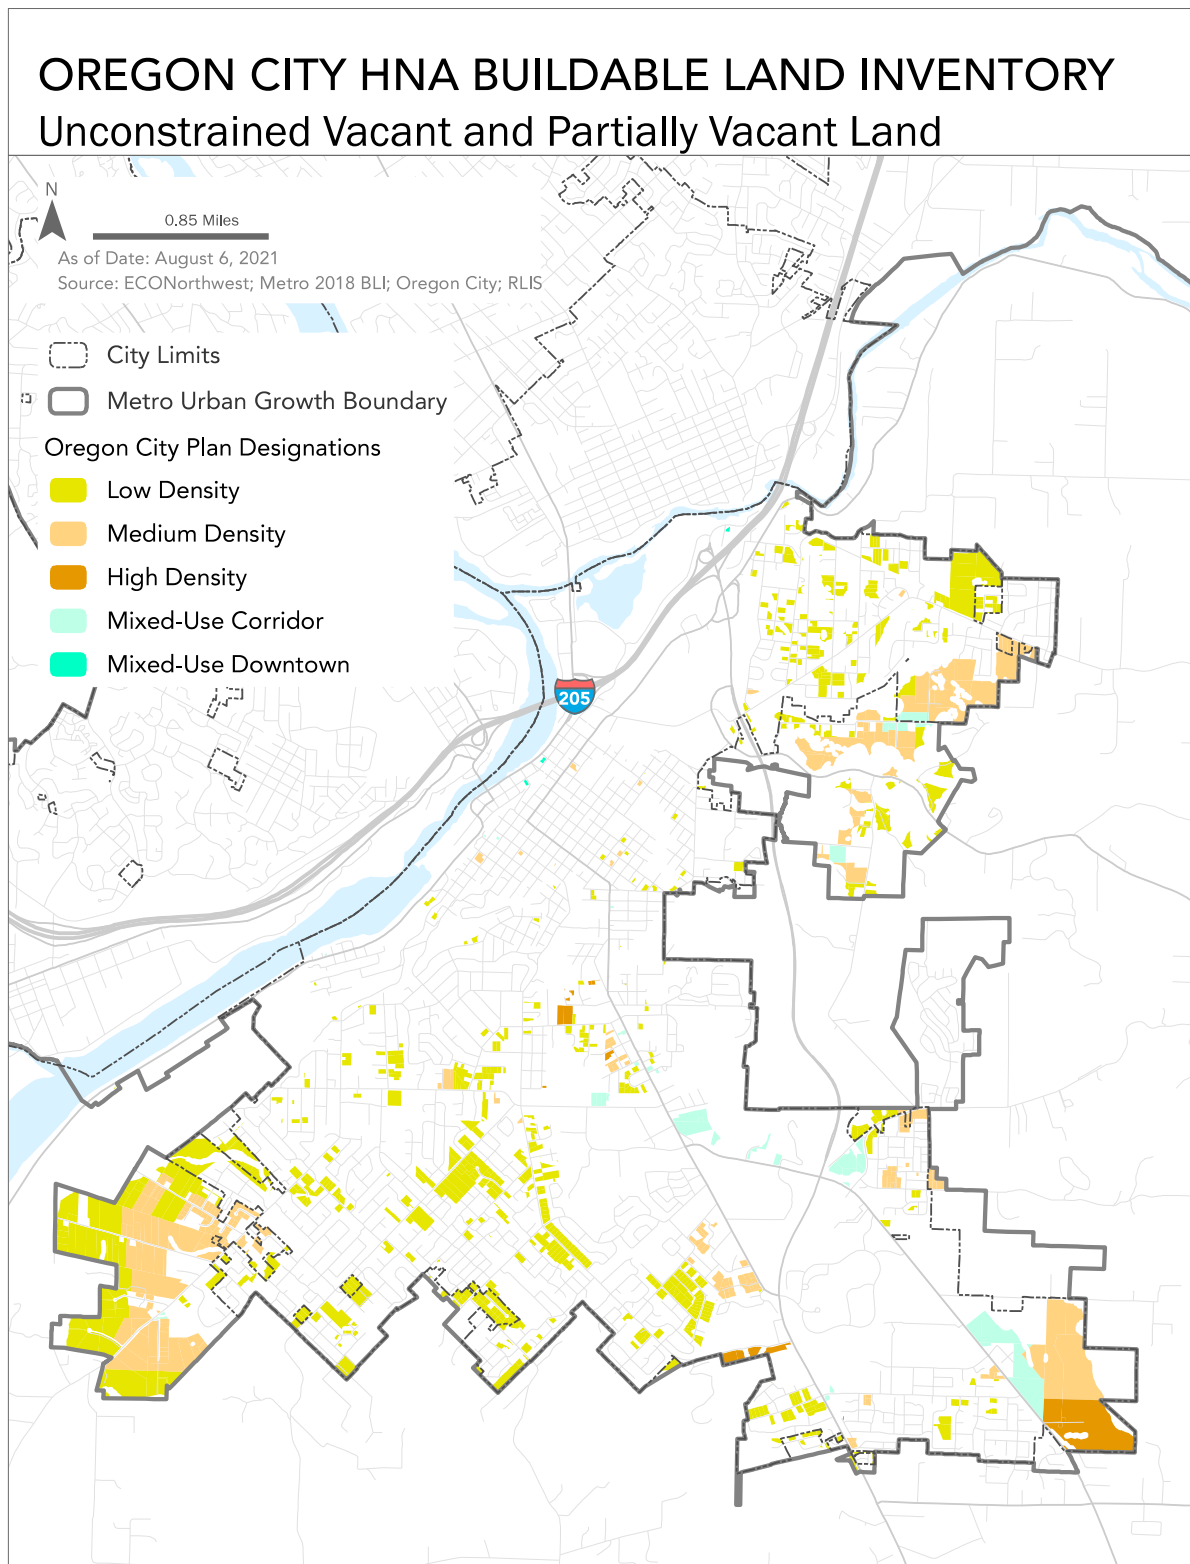 OREGON CITY HNA BUILDABLE LAND INVENTORY
Unconstrained Vacant and Partially Vacant Land
N
0.85 Miles
As of Date: August 6, 2021
Source: ECONorthwest; Metro 2018 BLI; Oregon City; RLIS
City Limits
Metro Urban Growth Boundary
Oregon City Plan Designations
Low Density
Medium Density
High Density
Mixed-Use Corridor
Mixed-Use Downtown
205